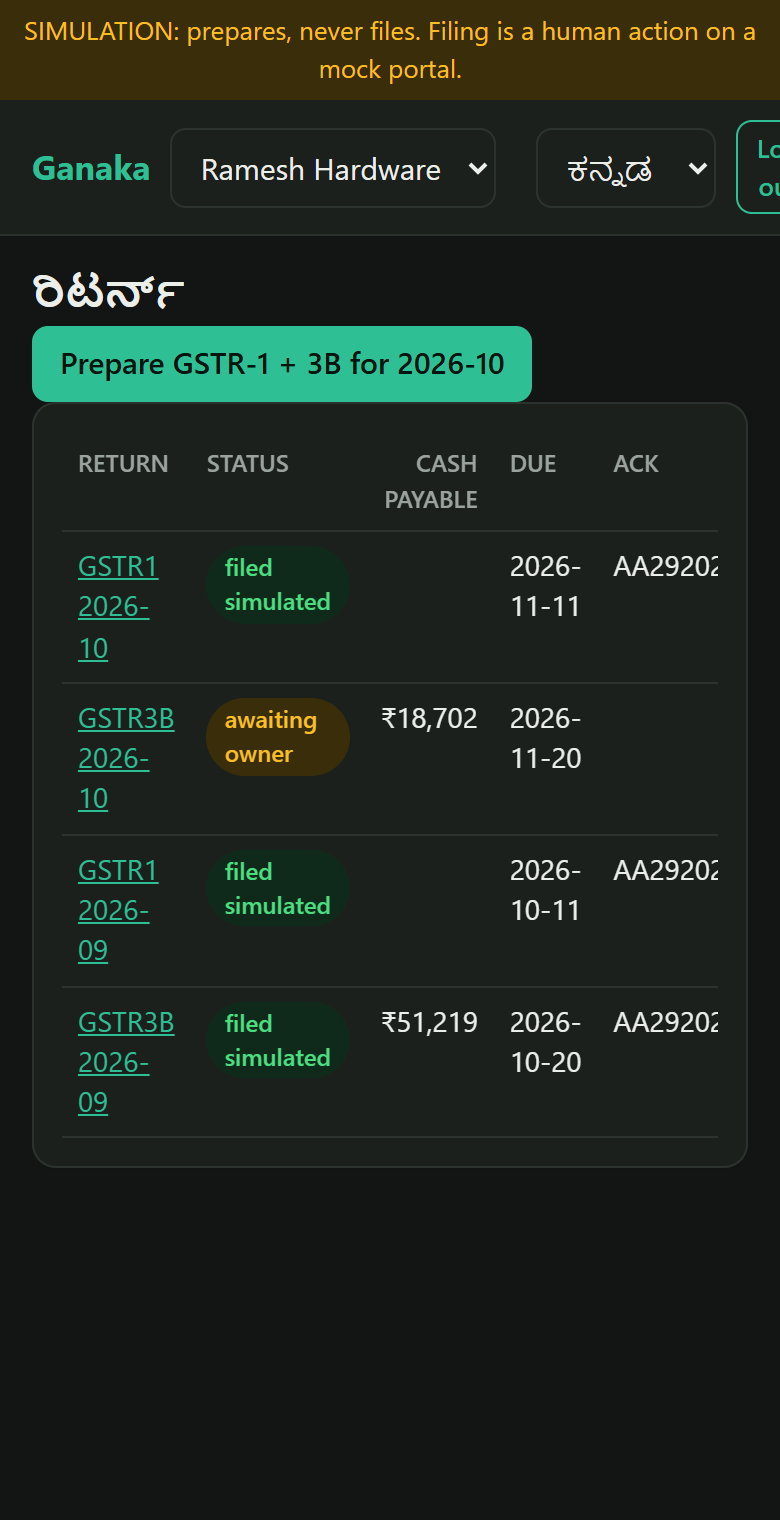 SIMULATION: prepares, never files. Filing is a human action on a
mock portal.
Ganaka
Ramesh Hardware
ಕನ್ನಡ
ರಿಟರ್ನ್
Prepare GSTR-1 + 3B for 2026-10
RETURN STATUS CASH PAYABLE DUE ACK
GSTR1 2026-10 filed simulated 2026-11-11 AA29202
GSTR3B 2026-10 awaiting owner ₹18,702 2026-11-20
GSTR1 2026-09 filed simulated 2026-10-11 AA29202
GSTR3B 2026-09 filed simulated ₹51,219 2026-10-20 AA29202